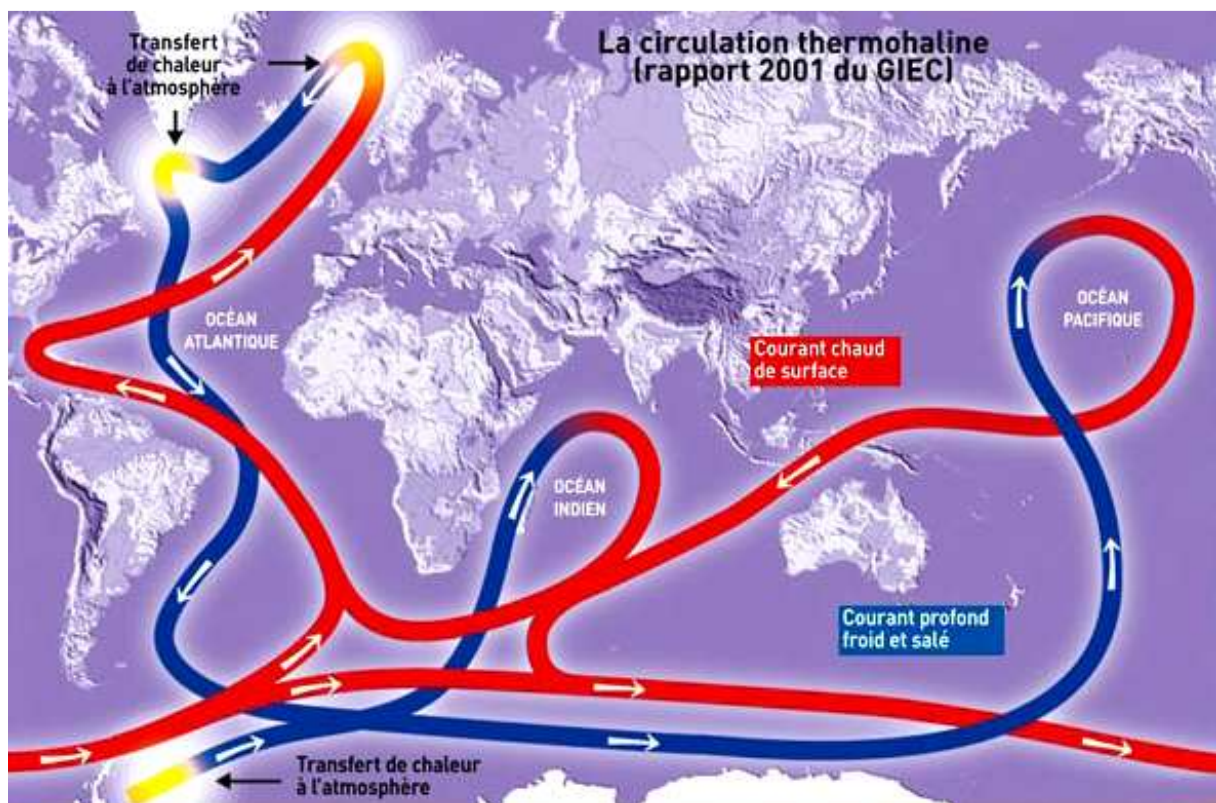 Transfert
de chaleur
à l'atmosphère
La circulation thermohaline
(rapport 2001 du GIEC)
OCÉAN
ATLANTIQUE
OCÉAN
PACIFIQUE
Courant chaud
de surface
OCÉAN
INDIEN
Courant profond
froid et salé
Transfert de chaleur
à l'atmosphère